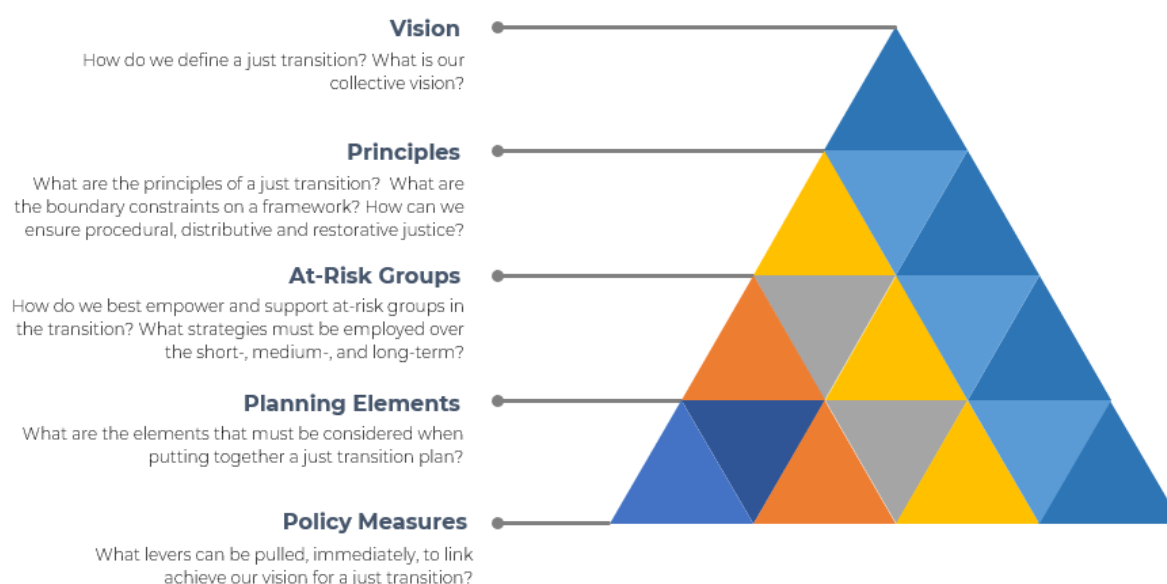 Vision
How do we define a just transition? What is our
collective vision?
Principles
What are the principles of a just transition?  What are
the boundary constraints on a framework? How can we
ensure procedural, distributive and restorative justice?
At-Risk Groups
How do we best empower and support at-risk groups in
the transition? What strategies must be employed over
the short-, medium-, and long-term?
Planning Elements
What are the elements that must be considered when
putting together a just transition plan?
Policy Measures
What levers can be pulled, immediately, to link
achieve our vision for a just transition?